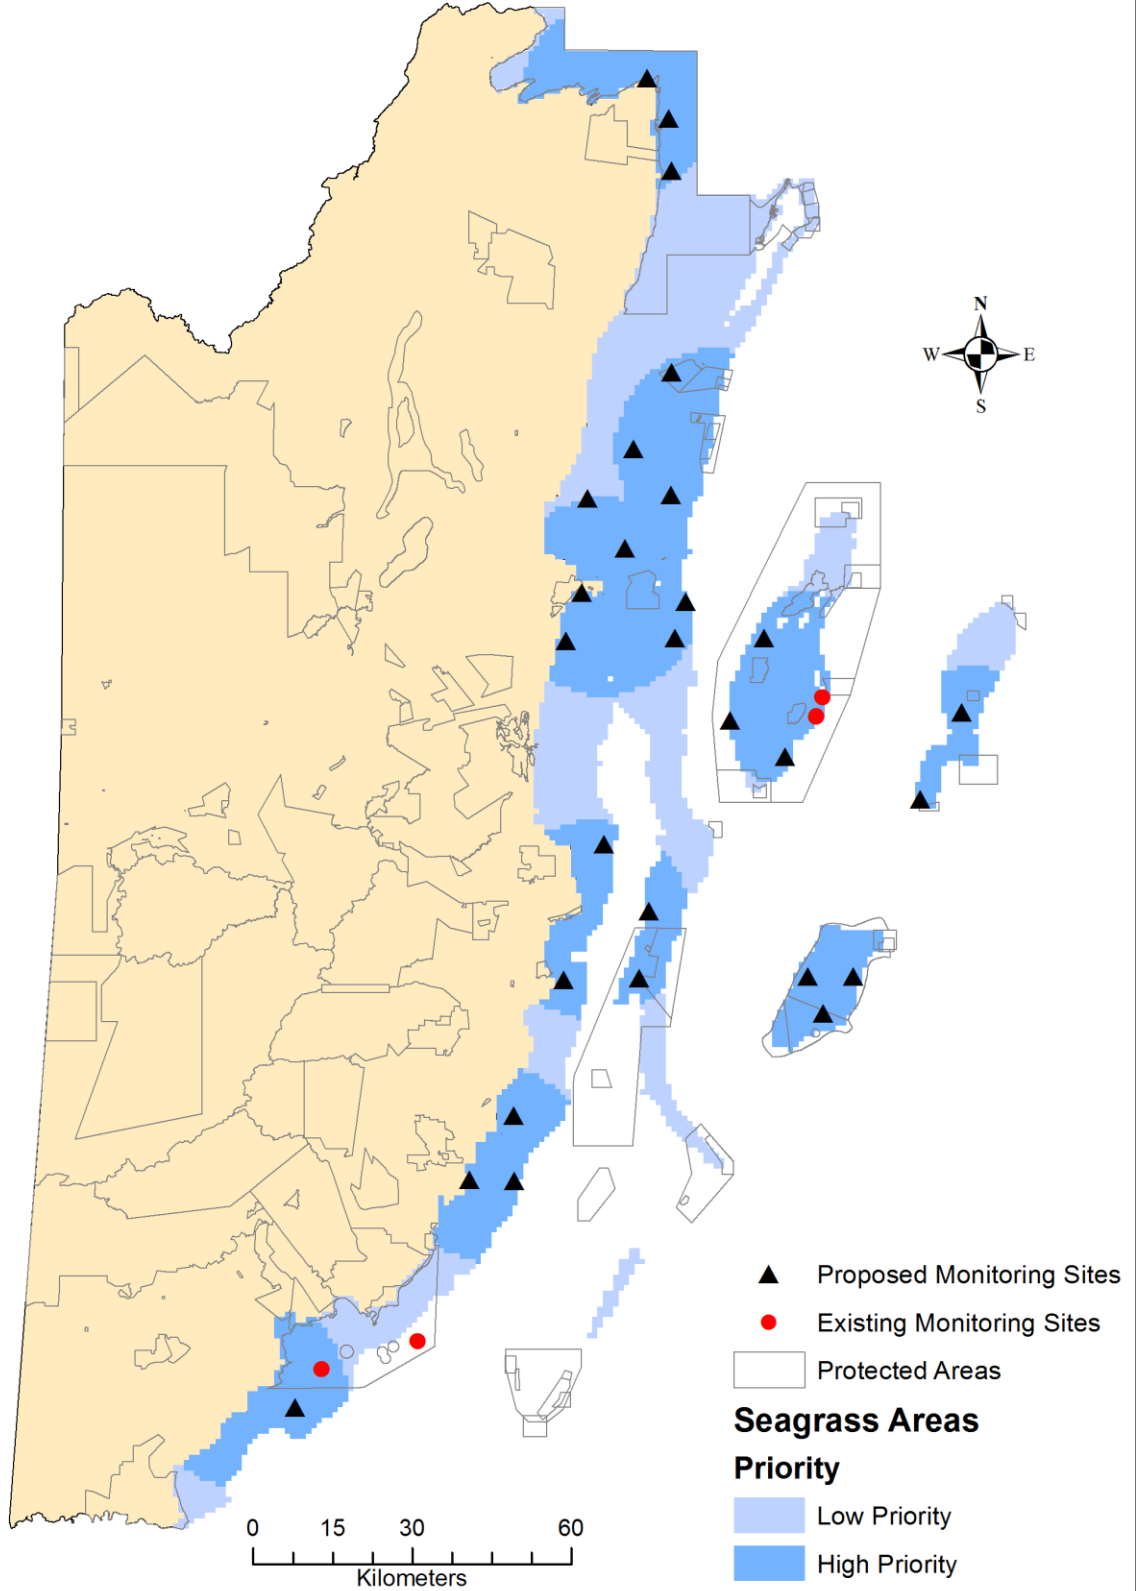 N
W E
S
Proposed Monitoring Sites
Existing Monitoring Sites
Protected Areas
Seagrass Areas
Priority
Low Priority
High Priority
0 15 30 60
Kilometers